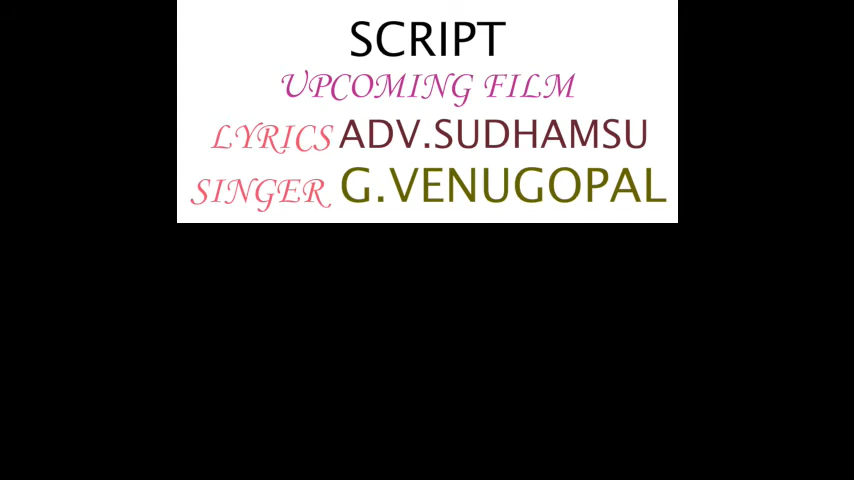 SCRIPT
UPCOMING FILM
LYRICS ADV.SUDHAMSU
SINGER G.VENUGOPAL